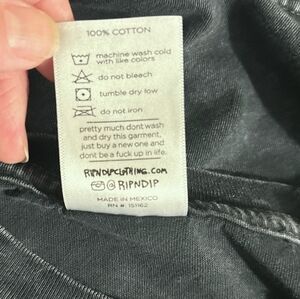 100% COTTON
machine wash cold
with like colors
do not bleach
tumble dry low
do not iron
pretty much dont wash
and dry this garment,
just buy a new one and
dont be a fuck up in life.
RIPNDIPCLOTHING.COM
@RIPNDIP
MADE IN MEXICO
RN # 151162